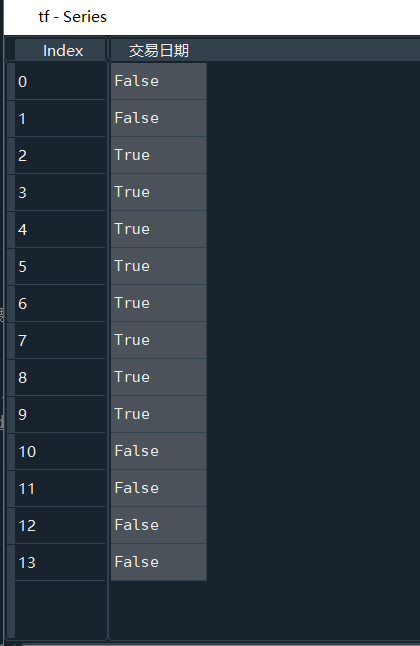 tf - Series
Index 交易日期
0 False
1 False
2 True
3 True
4 True
5 True
6 True
7 True
8 True
9 True
10 False
11 False
12 False
13 False